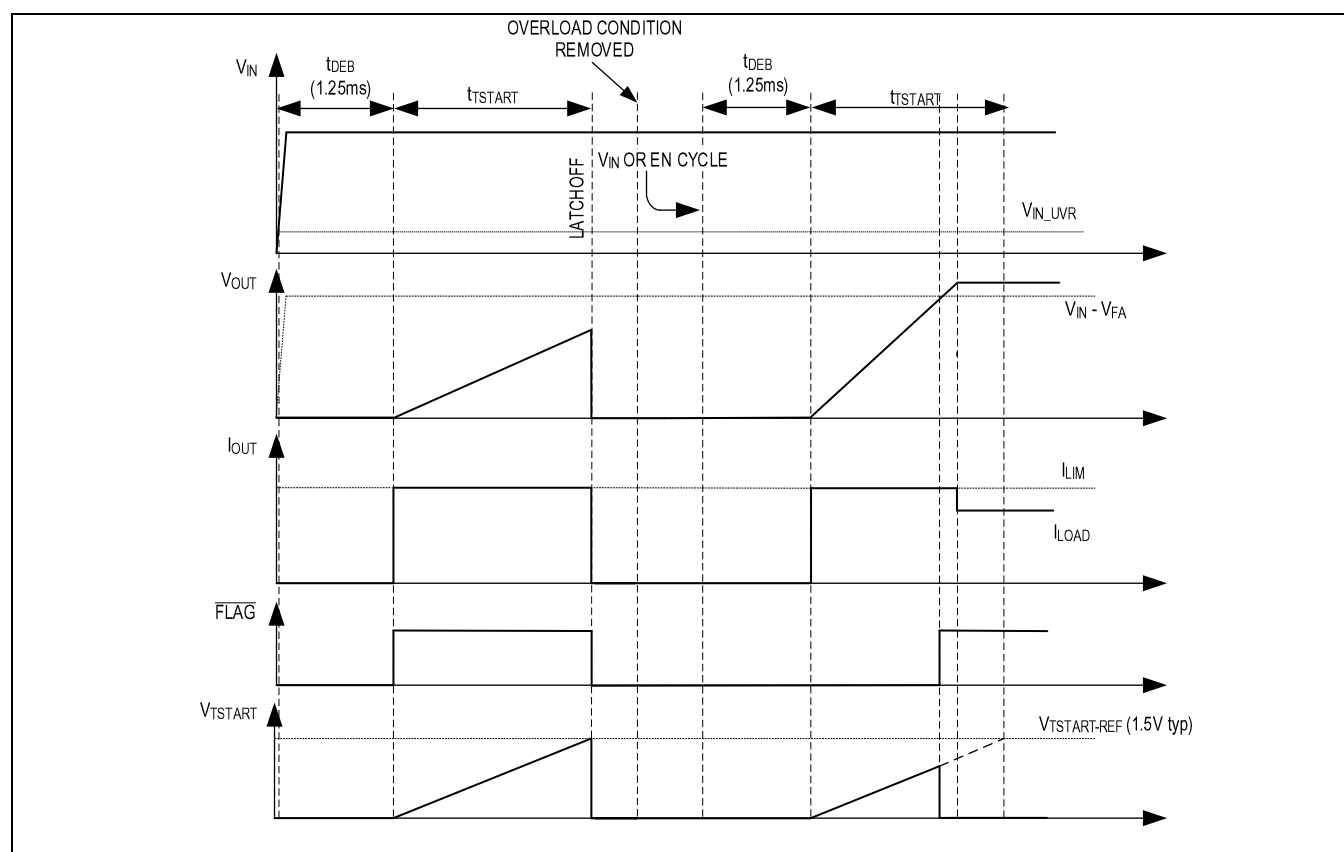 OVERLOAD CONDITION
REMOVED
VIN
tDEB
(1.25ms)
tTSTART
tDEB
(1.25ms)
tTSTART
LATCHOFF
VIN OR EN CYCLE
VIN_UVR
VOUT
VIN - VFA
IOUT
ILIM
ILOAD
FLAG
VTSTART
VTSTART-REF (1.5V typ)